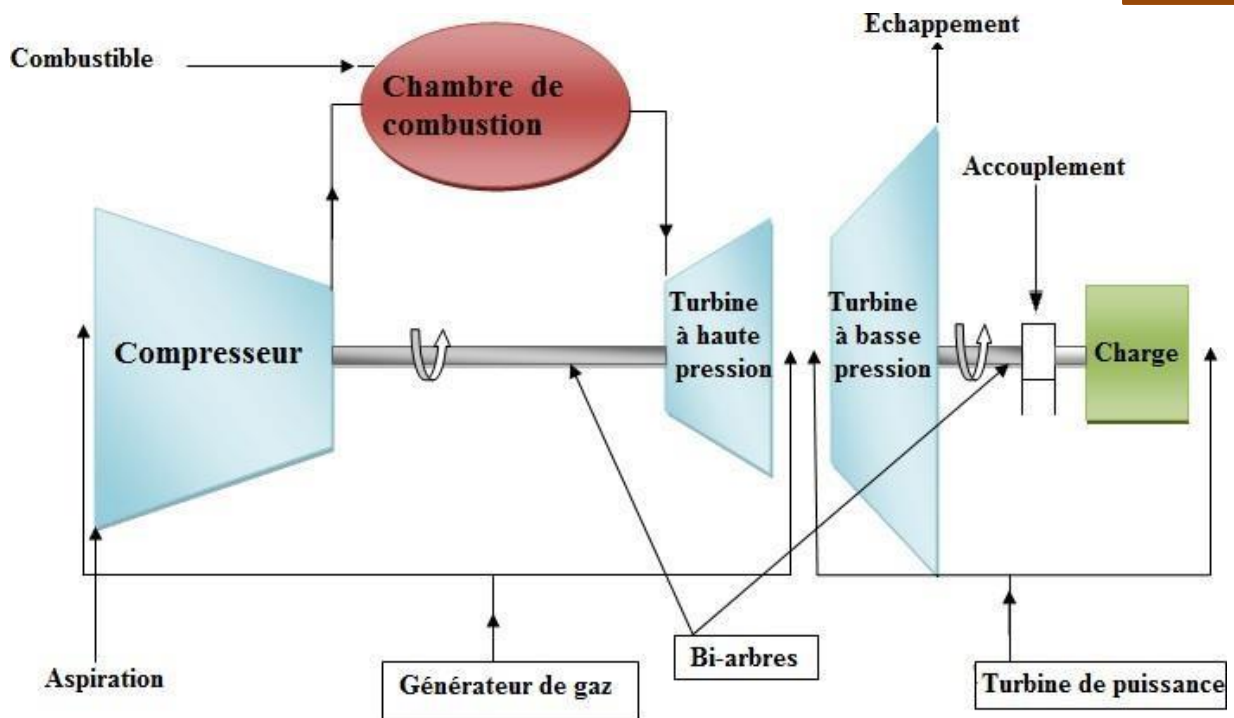 Echappement
Combustible
Chambre de
combustion
Accouplement
Compresseur
Turbine
à haute
pression
Turbine
à basse
pression
Charge
Aspiration
Générateur de gaz
Bi-arbres
Turbine de puissance